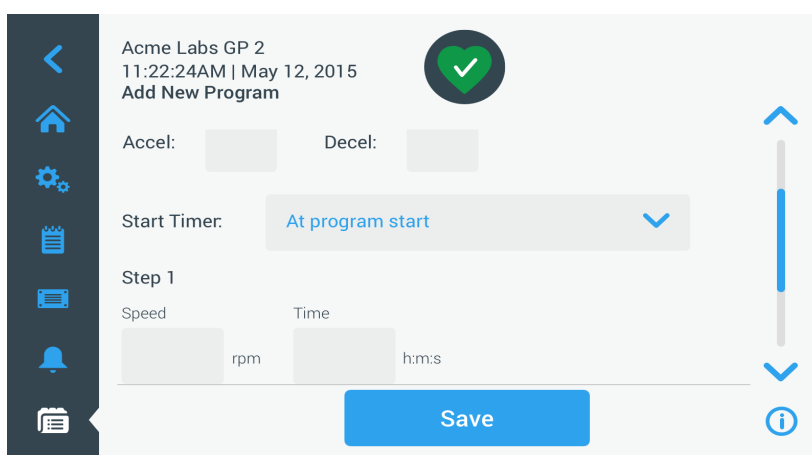 Acme Labs GP 2
11:22:24AM | May 12, 2015
Add New Program
Accel: Decel:
Start Timer: At program start
Step 1
Speed Time
rpm h:m:s
Save